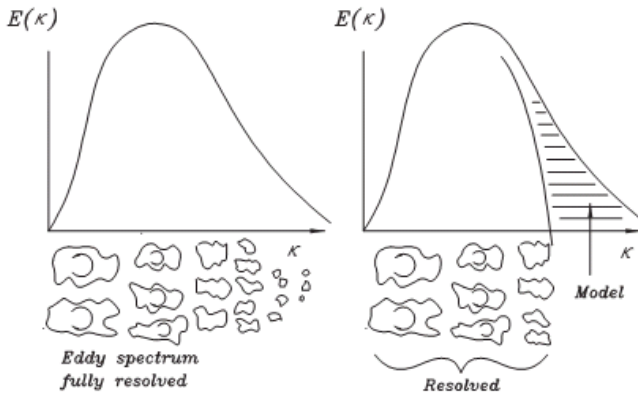 E(κ)
E(κ)
κ
κ
Model
Eddy spectrum
fully resolved
Resolved